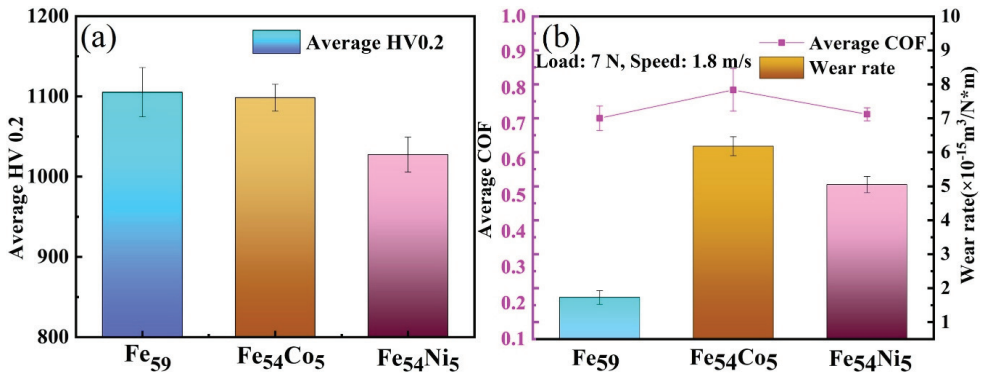 (a)
Average HV0.2
1200
1100
1000
900
800
Average HV 0.2
Fe59
Fe54Co5
Fe54Ni5
(b)
Average COF
Wear rate
Load: 7 N, Speed: 1.8 m/s
1.0
0.9
0.8
0.7
0.6
0.5
0.4
0.3
0.2
0.1
Average COF
10
9
8
7
6
5
4
3
2
1
Wear rate(×10⁻¹⁵m³/N*m)
Fe59
Fe54Co5
Fe54Ni5